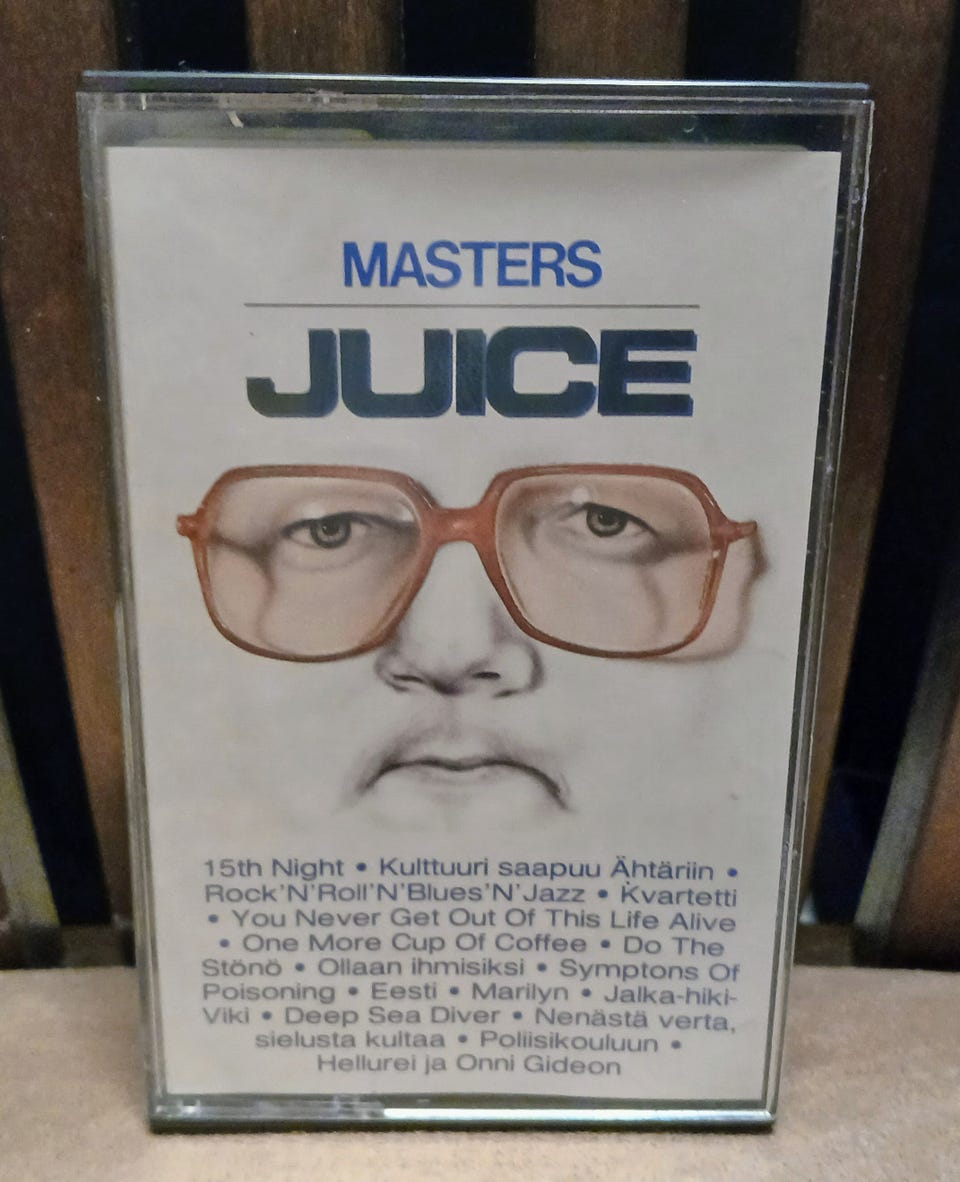 MASTERS
JUICE
15th Night • Kulttuuri saapuu Ähtäriin •
Rock'N'Roll'N'Blues'N'Jazz • Kvartetti
• You Never Get Out Of This Life Alive
• One More Cup Of Coffee • Do The
Stönö • Ollaan ihmisiksi • Symptons Of
Poisoning • Eesti • Marilyn • Jalka-hiki-
Viki • Deep Sea Diver • Nenästä verta,
sielusta kultaa • Poliisikouluun •
Hellurei ja Onni Gideon